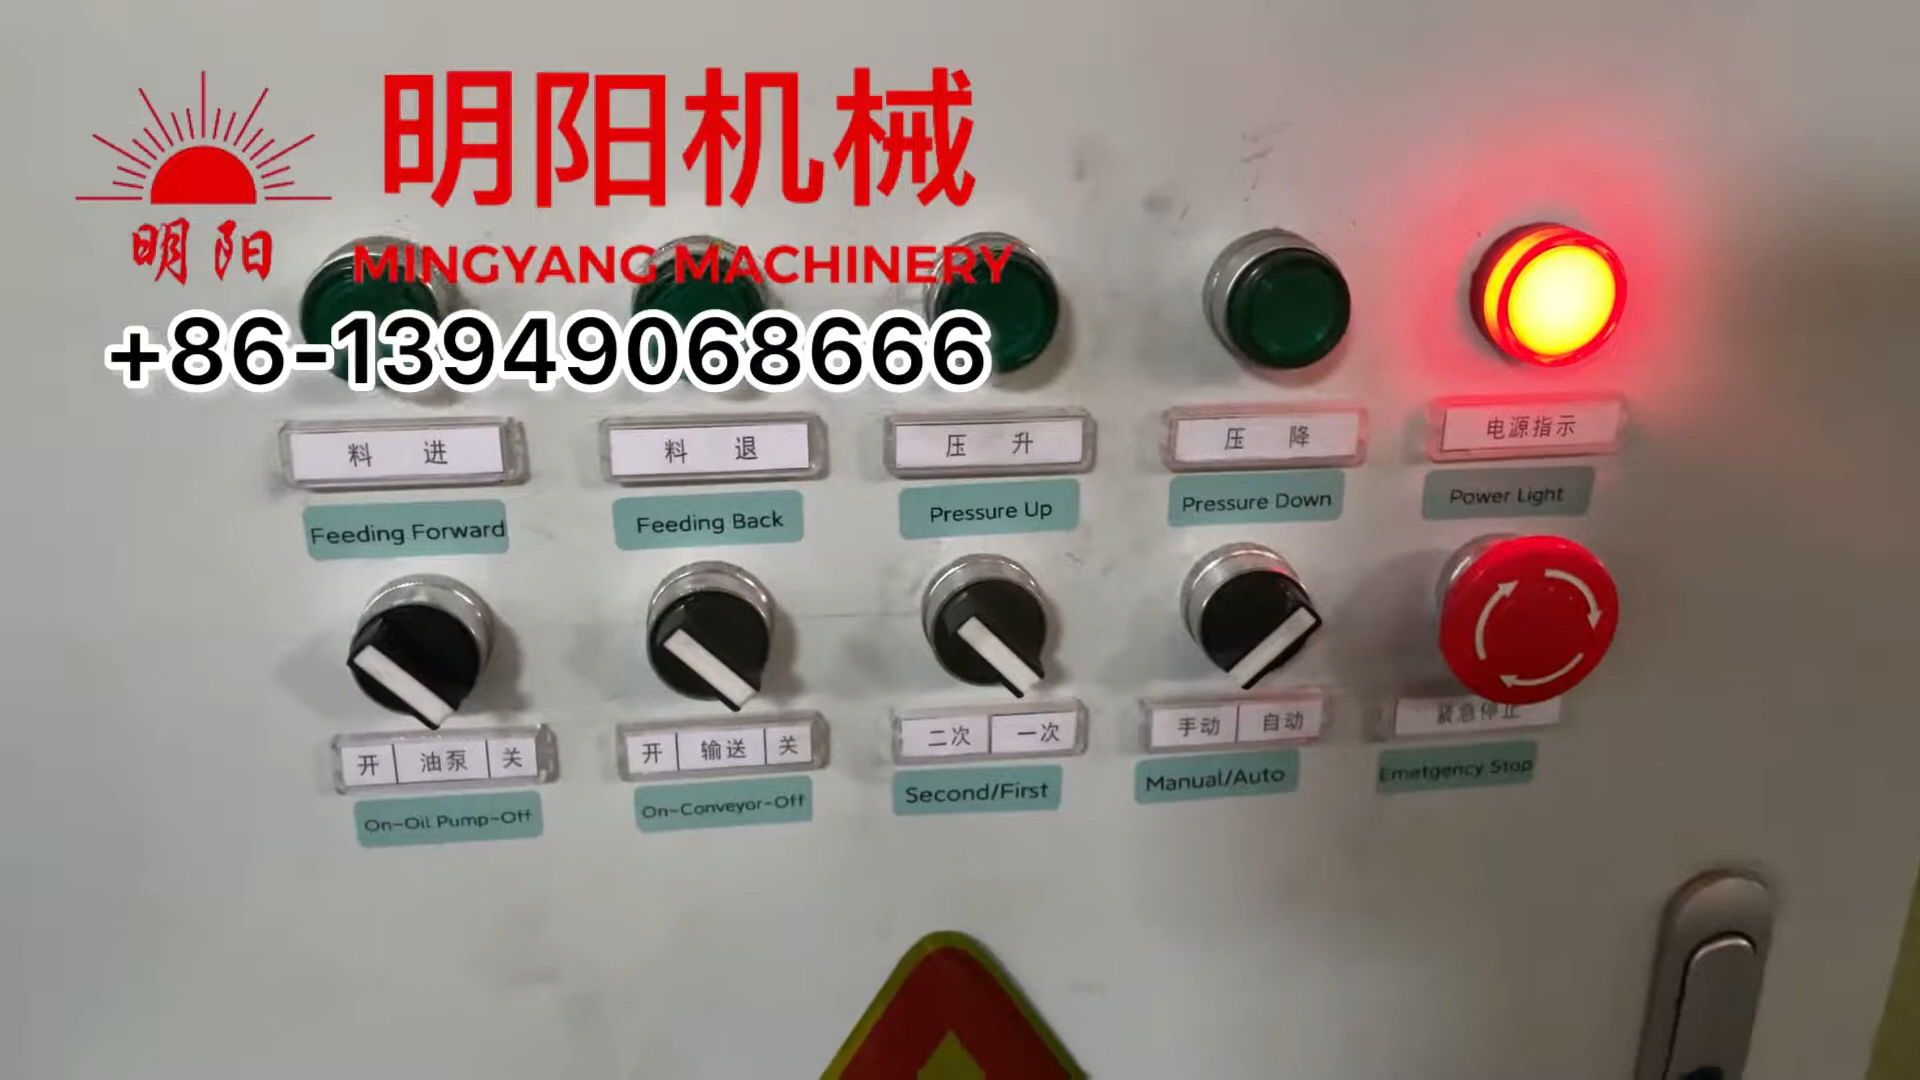 明阳机械
明阳
MINGYANG MACHINERY
+86-13949068666
料 进
料 退
压 升
压 降
电源指示
Feeding Forward
Feeding Back
Pressure Up
Pressure Down
Power Light
开 油泵 关
开 输送 关
二次 一次
手动 自动
紧急停止
On-Oil Pump-Off
On-Conveyor-Off
Second/First
Manual/Auto
Emetgency Stop